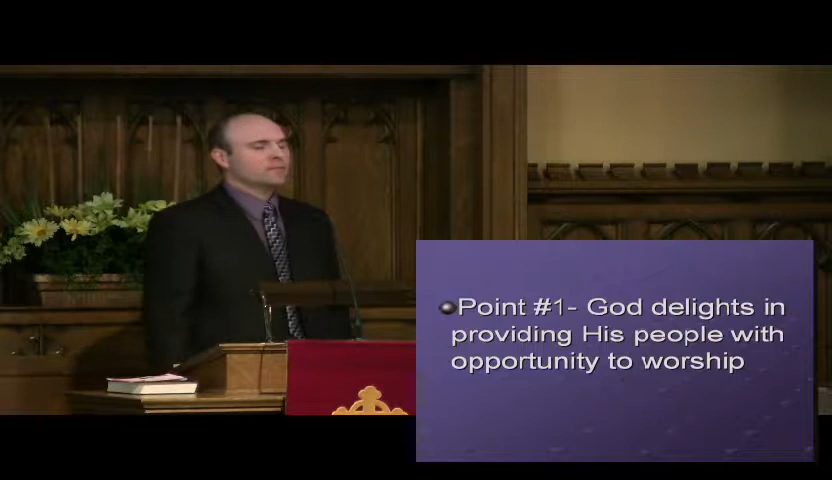 Point #1- God delights in
providing His people with
opportunity to worship